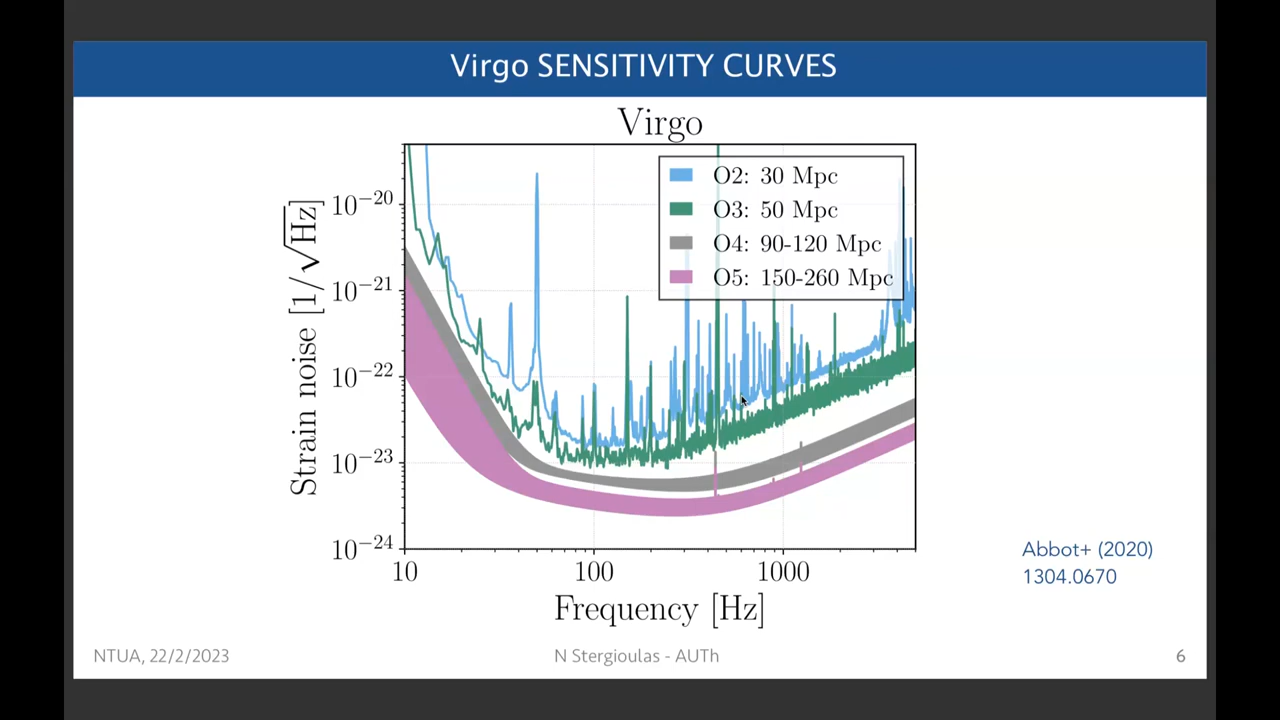 Virgo SENSITIVITY CURVES
Virgo
O2: 30 Mpc
O3: 50 Mpc
O4: 90-120 Mpc
O5: 150-260 Mpc
Strain noise [1/√Hz]
10⁻²⁰
10⁻²¹
10⁻²²
10⁻²³
10⁻²⁴
10 100 1000
Frequency [Hz]
Abbot+ (2020)
1304.0670
NTUA, 22/2/2023 N Stergioulas - AUTh 6